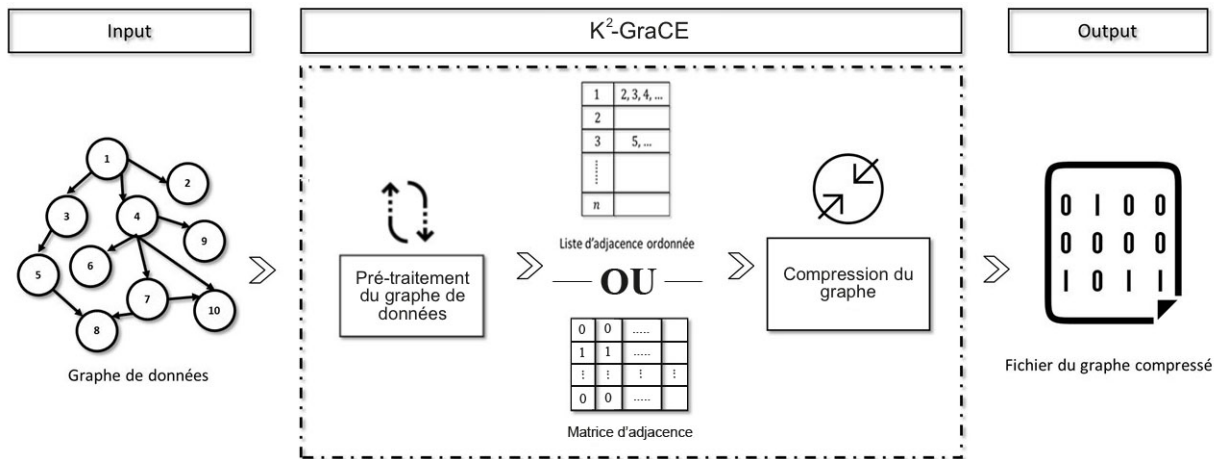 Input
K²-GraCE
Output
1
2
3
4
5
6
7
8
9
10
Graphe de données
Pré-traitement
du graphe de
données
1 2, 3, 4, ...
2
3 5, ...
⋮
n
Liste d'adjacence ordonnée
OU
0 0 .....
1 1 .....
⋮ ⋮ ⋮ ⋮
0 0 .....
Matrice d'adjacence
Compression du
graphe
0 1 0 0
0 0 0 0
1 0 1 1
Fichier du graphe compressé